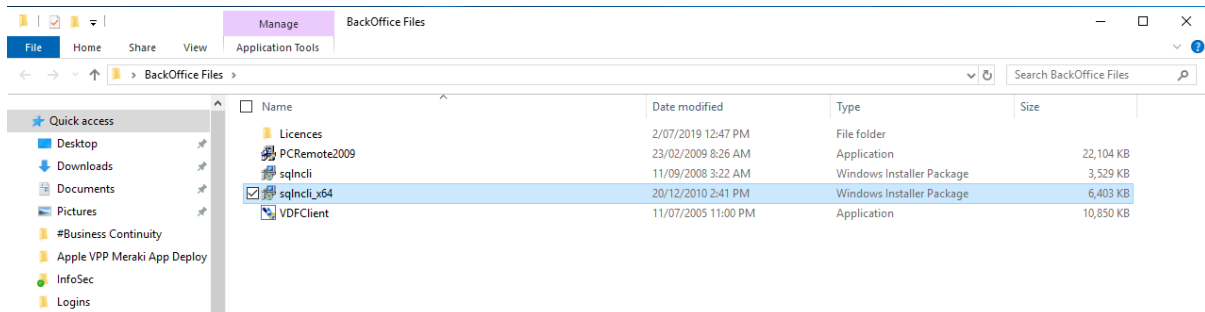 Manage BackOffice Files
File Home Share View Application Tools
BackOffice Files Search BackOffice Files
Name Date modified Type Size
Quick access
Desktop
Downloads
Documents
Pictures
#Business Continuity
Apple VPP Meraki App Deploy
InfoSec
Logins
Licences 2/07/2019 12:47 PM File folder
PCRemote2009 23/02/2009 8:26 AM Application 22,104 KB
sqlncli 11/09/2008 3:22 AM Windows Installer Package 3,529 KB
sqlncli_x64 20/12/2010 2:41 PM Windows Installer Package 6,403 KB
VDFClient 11/07/2005 11:00 PM Application 10,850 KB